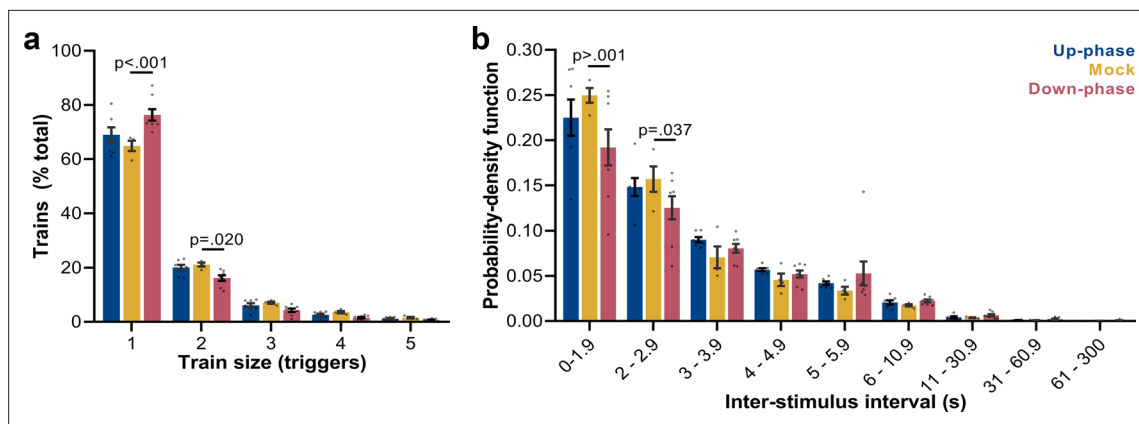 a
p<.001
p=.020
100
80
60
40
20
0
Trains (% total)
1 2 3 4 5
Train size (triggers)
b
Up-phase
Mock
Down-phase
p>.001
p=.037
0.30
0.25
0.20
0.15
0.10
0.05
0.00
Probability-density function
0-1.9
2 - 2.9
3 - 3.9
4 - 4.9
5 - 5.9
6 - 10.9
11 - 30.9
31 - 60.9
61 - 300
Inter-stimulus interval (s)